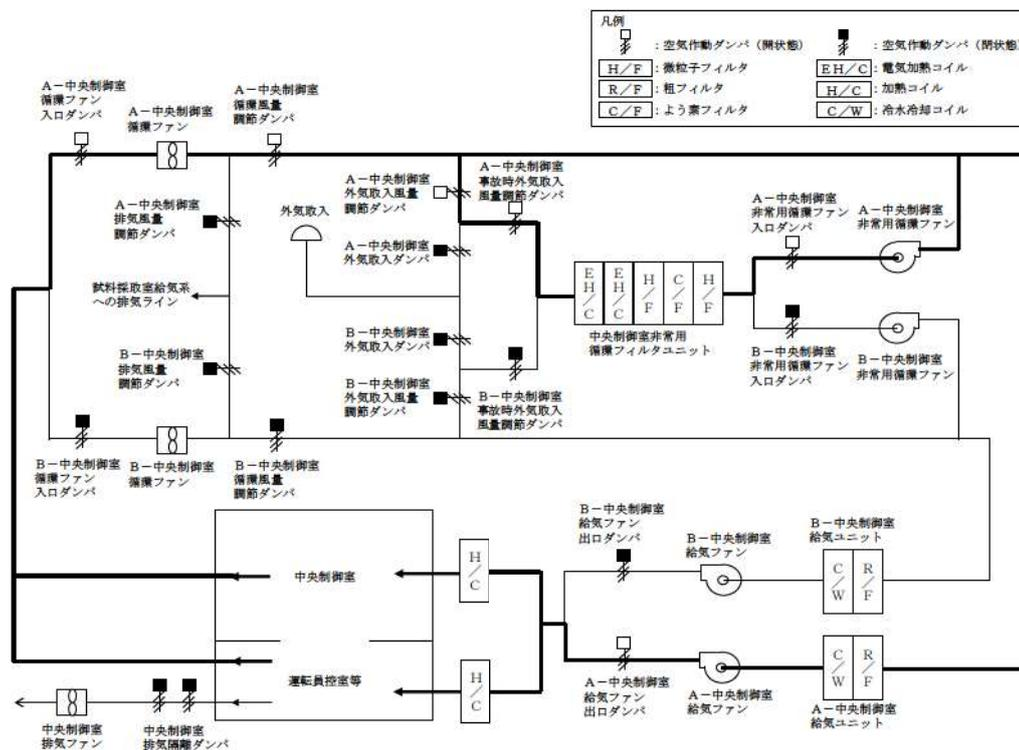 凡例
：空気作動ダンパ（開状態）
：空気作動ダンパ（閉状態）
H/F：微粒子フィルタ
EH/C：電気加熱コイル
R/F：粗フィルタ
H/C：加熱コイル
C/F：よう素フィルタ
C/W：冷水冷却コイル
A－中央制御室
循環ファン
入口ダンパ
A－中央制御室
循環ファン
A－中央制御室
循環風量
調節ダンパ
A－中央制御室
排気風量
調節ダンパ
外気取入
A－中央制御室
外気取入風量
調節ダンパ
A－中央制御室
事故時外気取入
風量調節ダンパ
A－中央制御室
外気取入ダンパ
A－中央制御室
非常用循環ファン
入口ダンパ
A－中央制御室
非常用循環ファン
試料採取室給気系
への排気ライン
EH/C
EH/C
H/F
C/F
H/F
中央制御室非常用
循環フィルタユニット
B－中央制御室
排気風量
調節ダンパ
B－中央制御室
外気取入ダンパ
B－中央制御室
外気取入風量
調節ダンパ
B－中央制御室
事故時外気取入
風量調節ダンパ
B－中央制御室
非常用循環ファン
入口ダンパ
B－中央制御室
非常用循環ファン
B－中央制御室
循環ファン
入口ダンパ
B－中央制御室
循環ファン
B－中央制御室
循環風量
調節ダンパ
中央制御室
H/C
B－中央制御室
給気ファン
出口ダンパ
B－中央制御室
給気ファン
B－中央制御室
給気ユニット
C/W
R/F
運転員控室等
H/C
A－中央制御室
給気ファン
出口ダンパ
A－中央制御室
給気ファン
C/W
R/F
A－中央制御室
給気ユニット
中央制御室
排気ファン
中央制御室
排気隔離ダンパ